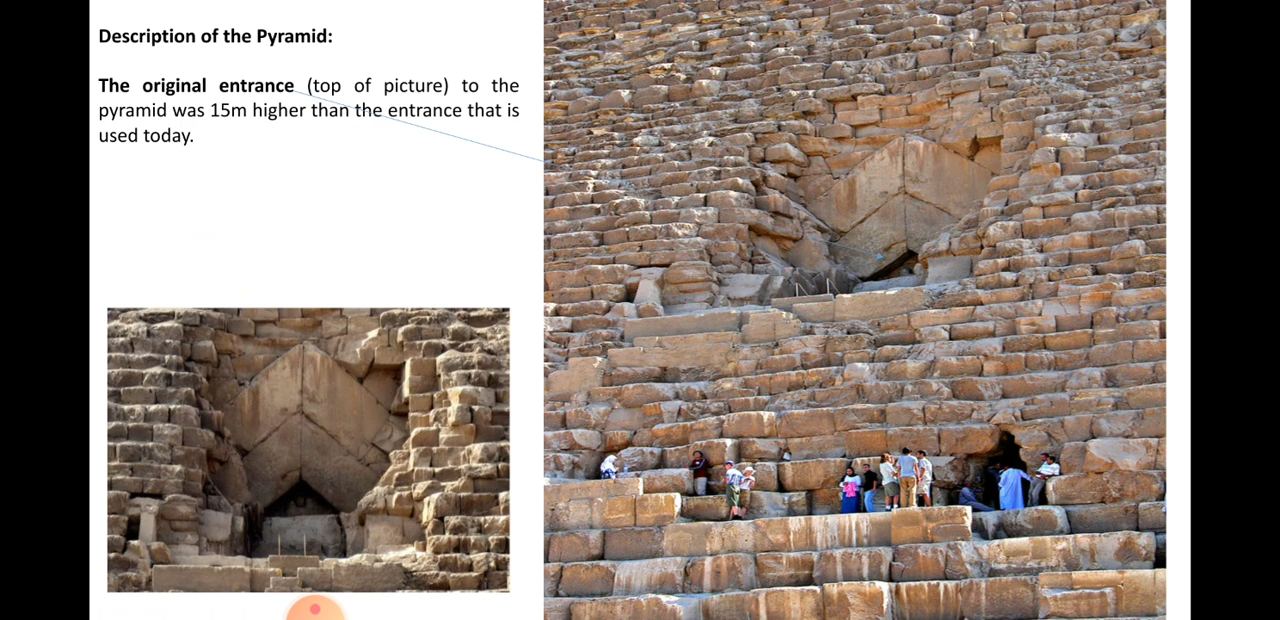 Description of the Pyramid:
The original entrance (top of picture) to the
pyramid was 15m higher than the entrance that is
used today.